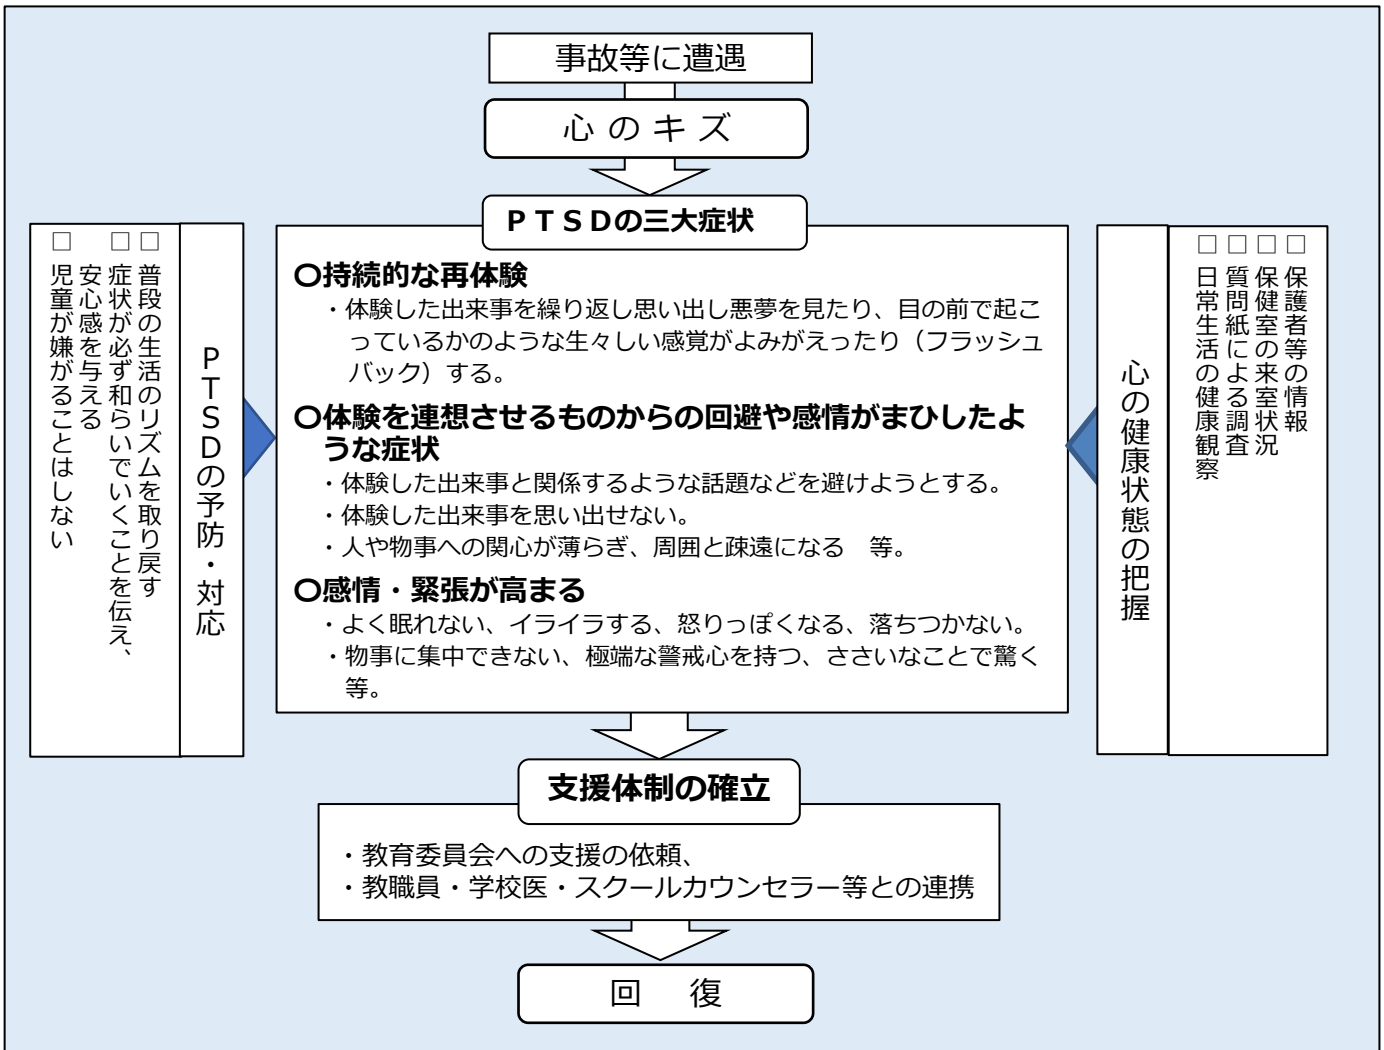 事故等に遭遇
心のキズ
PTSDの三大症状
〇持続的な再体験
・体験した出来事を繰り返し思い出し悪夢を見たり、目の前で起こ
っているかのような生々しい感覚がよみがえったり（フラッシュ
バック）する。
〇体験を連想させるものからの回避や感情がまひしたよ
うな症状
・体験した出来事と関係するような話題などを避けようとする。
・体験した出来事を思い出せない。
・人や物事への関心が薄らぎ、周囲と疎遠になる　等。
〇感情・緊張が高まる
・よく眠れない、イライラする、怒りっぽくなる、落ちつかない。
・物事に集中できない、極端な警戒心を持つ、ささいなことで驚く
等。
PTSDの予防・対応
□ 普段の生活のリズムを取り戻す
□ 症状が必ず和らいでいくことを伝え、
安心感を与える
□ 児童が嫌がることはしない
心の健康状態の把握
□ 保護者等の情報
□ 保健室の来室状況
□ 質問紙による調査
□ 日常生活の健康観察
支援体制の確立
・教育委員会への支援の依頼、
・教職員・学校医・スクールカウンセラー等との連携
回　復